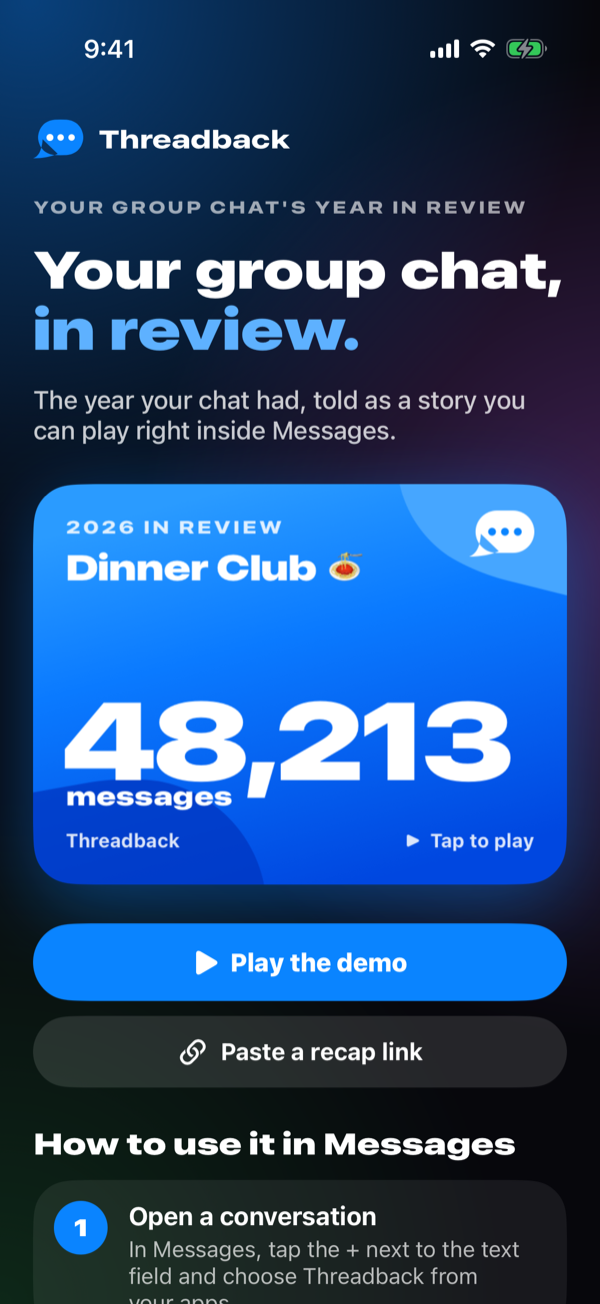 9:41
Threadback
YOUR GROUP CHAT'S YEAR IN REVIEW
Your group chat,
in review.
The year your chat had, told as a story you
can play right inside Messages.
2026 IN REVIEW
Dinner Club 🍝
48,213
messages
Threadback
Tap to play
Play the demo
Paste a recap link
How to use it in Messages
1
Open a conversation
In Messages, tap the + next to the text
field and choose Threadback from
your apps